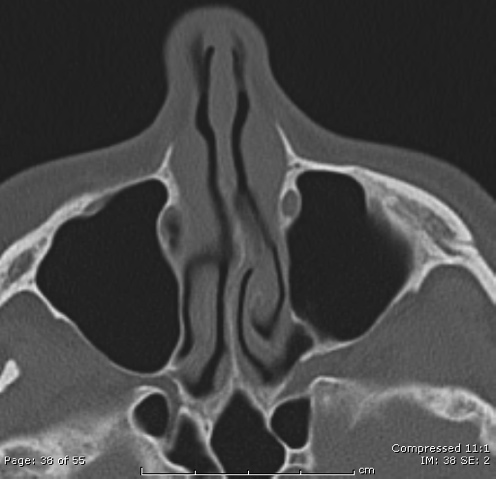 Compressed 11:1
Page: 38 of 55
IM: 38 SE: 2
cm